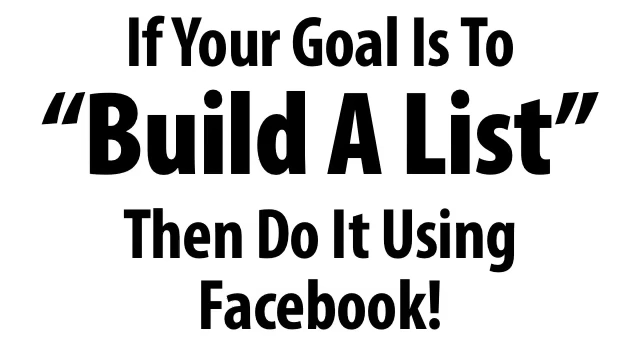 If Your Goal Is To
“Build A List”
Then Do It Using
Facebook!